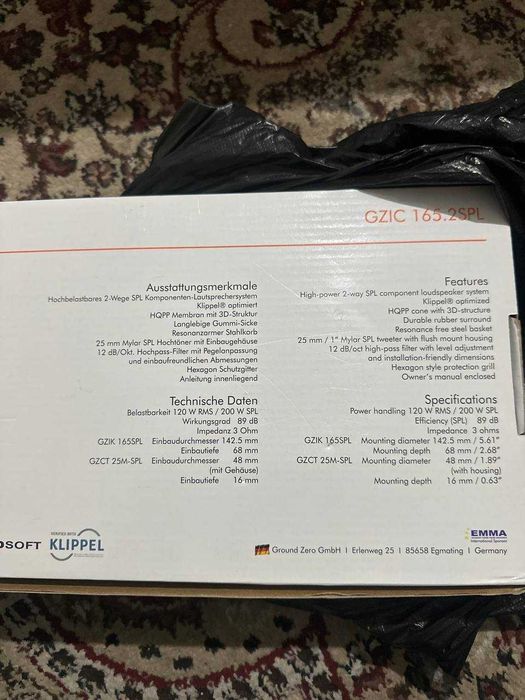 GZIC 165.2SPL
Ausstattungsmerkmale
Hochbelastbares 2-Wege SPL Komponenten-Lautsprechersystem
Klippel® optimiert
HQPP Membran mit 3D-Struktur
Langlebige Gummi-Sicke
Resonanzarmer Stahlkorb
25 mm Mylar SPL Hochtöner mit Einbaugehäuse
12 dB/Okt. Hochpass-Filter mit Pegelanpassung
und einbaufreundlichen Abmessungen
Hexagon Schutzgitter
Anleitung innenliegend
Technische Daten
Belastbarkeit 120 W RMS / 200 W SPL
Wirkungsgrad 89 dB
Impedanz 3 Ohm
GZIK 165SPL Einbaudurchmesser 142.5 mm
Einbautiefe 68 mm
GZCT 25M-SPL Einbaudurchmesser 48 mm
(mit Gehäuse)
Einbautiefe 16 mm
Features
High-power 2-way SPL component loudspeaker system
Klippel® optimized
HQPP cone with 3D-structure
Durable rubber surround
Resonance free steel basket
25 mm / 1" Mylar SPL tweeter with flush mount housing
12 dB/oct high-pass filter with level adjustment
and installation-friendly dimensions
Hexagon style protection grill
Owner's manual enclosed
Specifications
Power handling 120 W RMS / 200 W SPL
Efficiency (SPL) 89 dB
Impedance 3 ohms
GZIK 165SPL Mounting diameter 142.5 mm / 5.61"
Mounting depth 68 mm / 2.68"
GZCT 25M-SPL Mounting diameter 48 mm / 1.89"
(with housing)
Mounting depth 16 mm / 0.63"
OSOFT
VERIFIED WITH
KLIPPEL
EMMA
International Sponsor
Ground Zero GmbH I Erlenweg 25 I 85658 Egmating I Germany